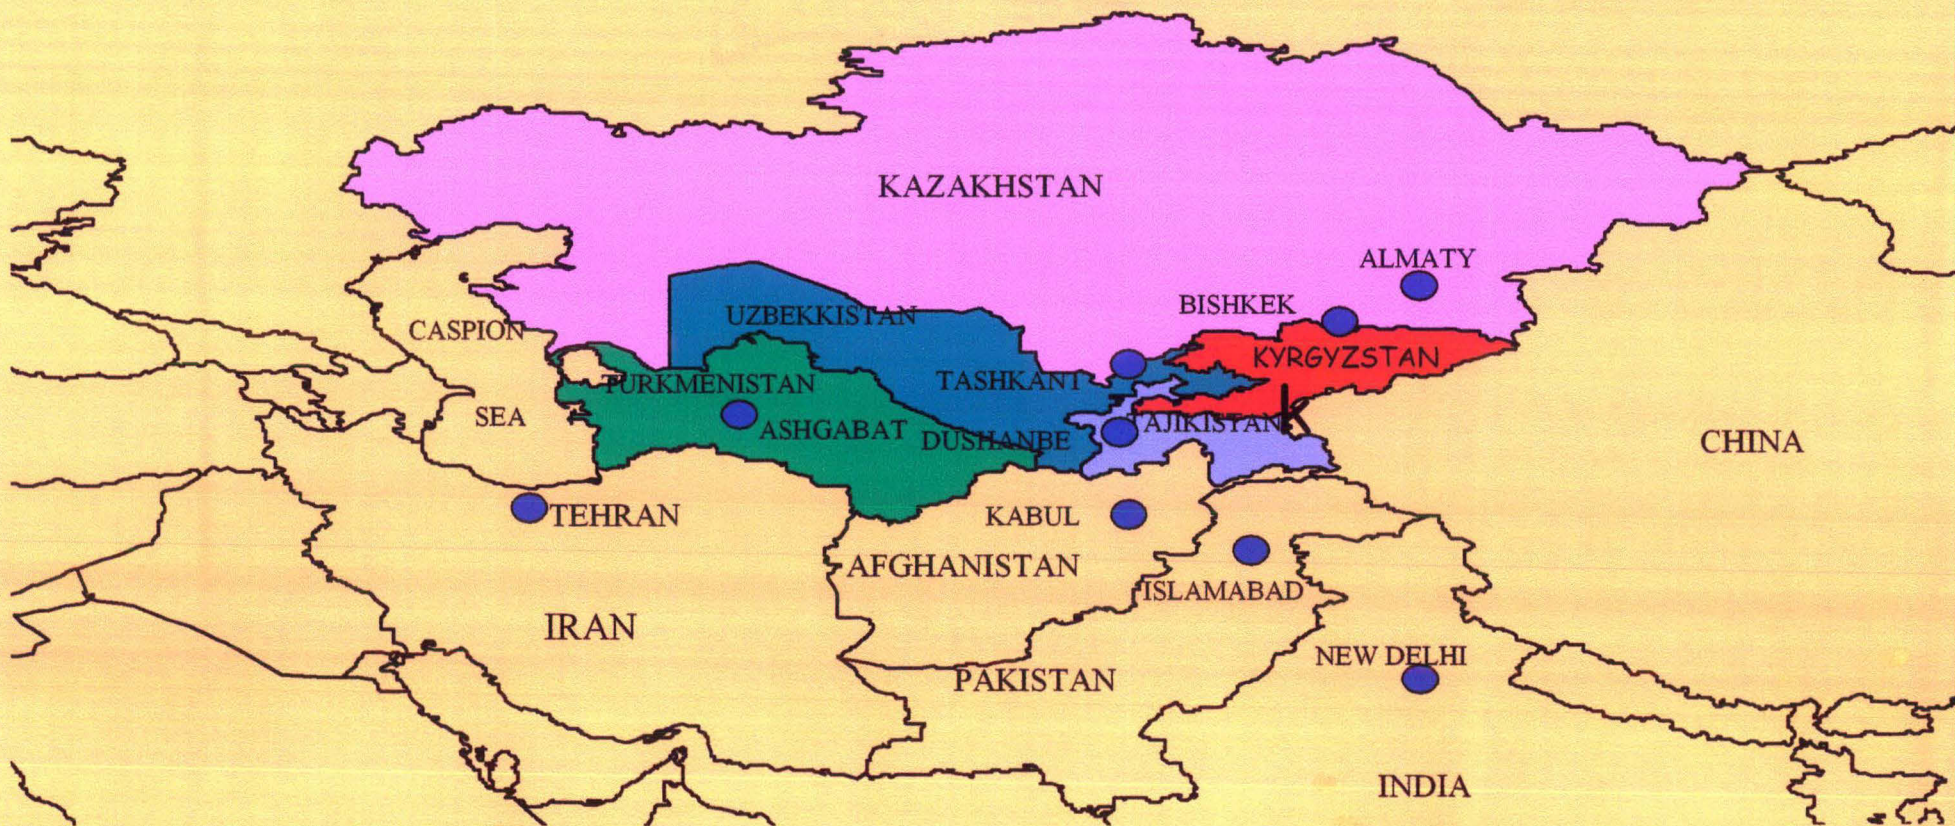 KAZAKHSTAN
ALMATY
BISHKEK
UZBEKKISTAN
CASPION
KYRGYZSTAN
TURKMENISTAN
TASHKANT
k
SEA
ASHGABAT
DUSHANBE
TAJIKISTAN
CHINA
TEHRAN
KABUL
AFGHANISTAN
ISLAMABAD
IRAN
NEW DELHI
PAKISTAN
INDIA